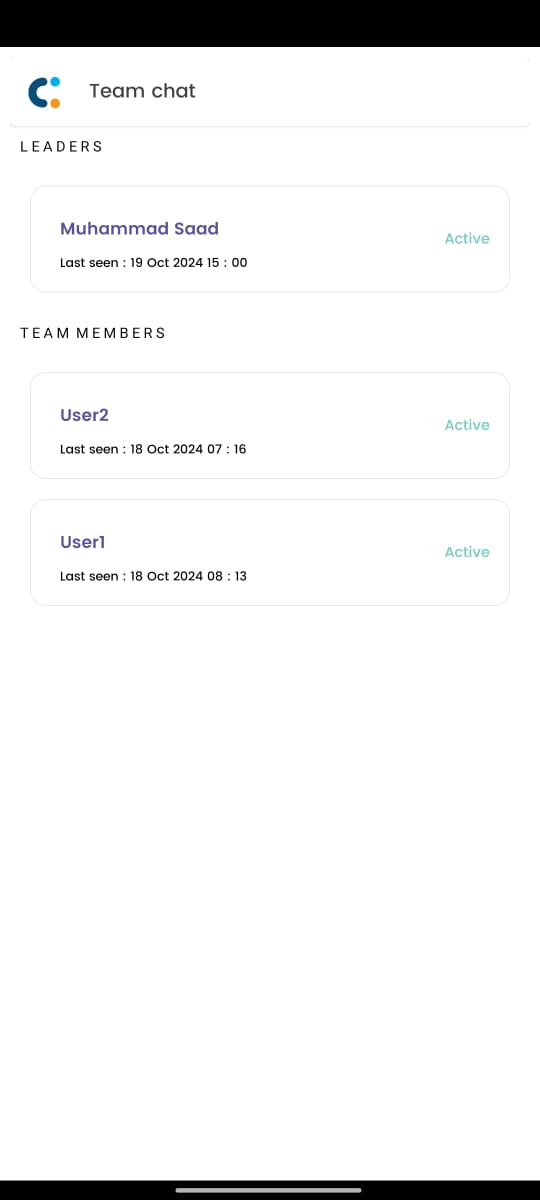 Team chat
LEADERS
Muhammad Saad
Active
Last seen : 19 Oct 2024 15 : 00
TEAM MEMBERS
User2
Active
Last seen : 18 Oct 2024 07 : 16
User1
Active
Last seen : 18 Oct 2024 08 : 13